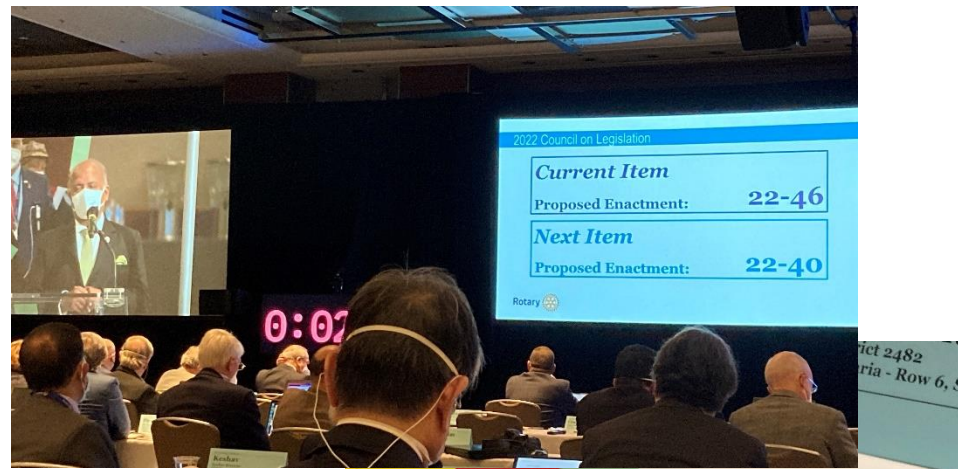 2022 Council on Legislation
Current Item
Proposed Enactment: 22-46
Next Item
Proposed Enactment: 22-40
Rotary
0:02
Keshav
rict 2482
ria - Row 6, S